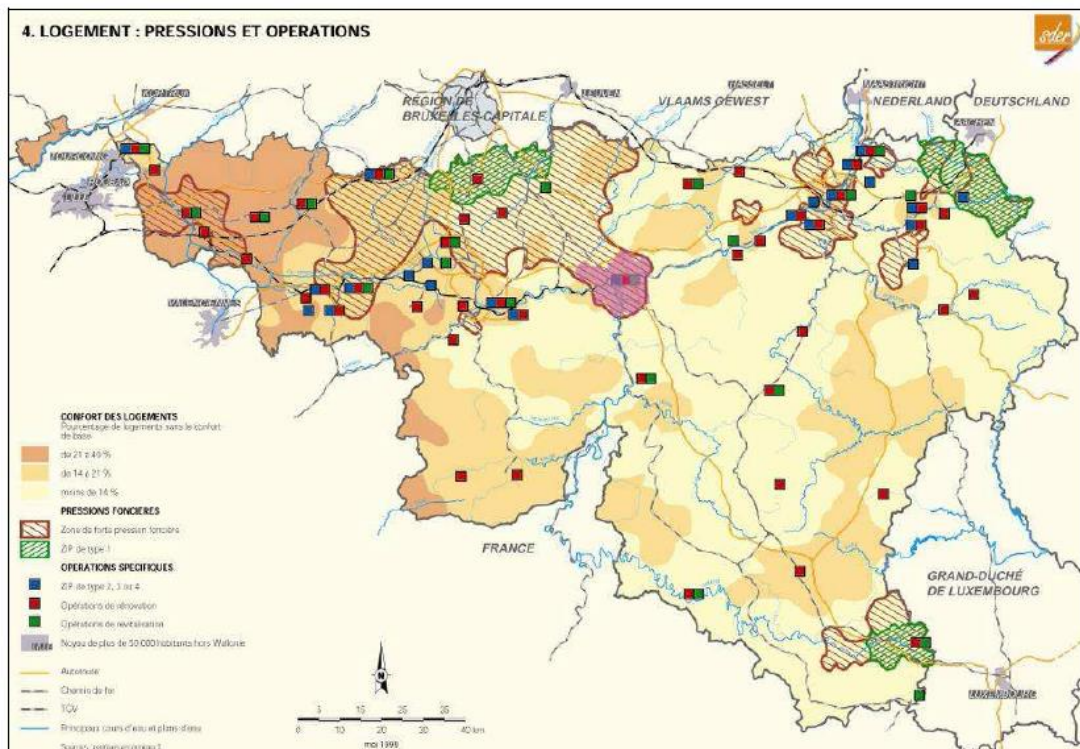 4. LOGEMENT : PRESSIONS ET OPERATIONS
sder
KORTRIJK
REGION DE
BRUXELLES-CAPITALE
LEUVEN
HASSELT
VLAAMS GEWEST
MAASTRICHT
NEDERLAND
DEUTSCHLAND
AACHEN
TOURCOING
ROUBAIX
LILLE
VALENCIENNES
FRANCE
GRAND-DUCHÉ
DE LUXEMBOURG
LUXEMBOURG
CONFORT DES LOGEMENTS
Pourcentage de logements sans le confort
de base
de 21 à 46 %
de 14 à 21 %
moins de 14 %
PRESSIONS FONCIERES
Zone de forte pression foncière
ZIP de type 1
OPERATIONS SPECIFIQUES
ZIP de type 2, 3 ou 4
Opérations de rénovation
Opérations de revitalisation
Noyau de plus de 50 000 habitants hors Wallonie
Autoroute
Chemin de fer
TGV
Principaux cours d'eau et plans d'eau
N
5 15 25 35
0 10 20 30 40 km
mai 1998